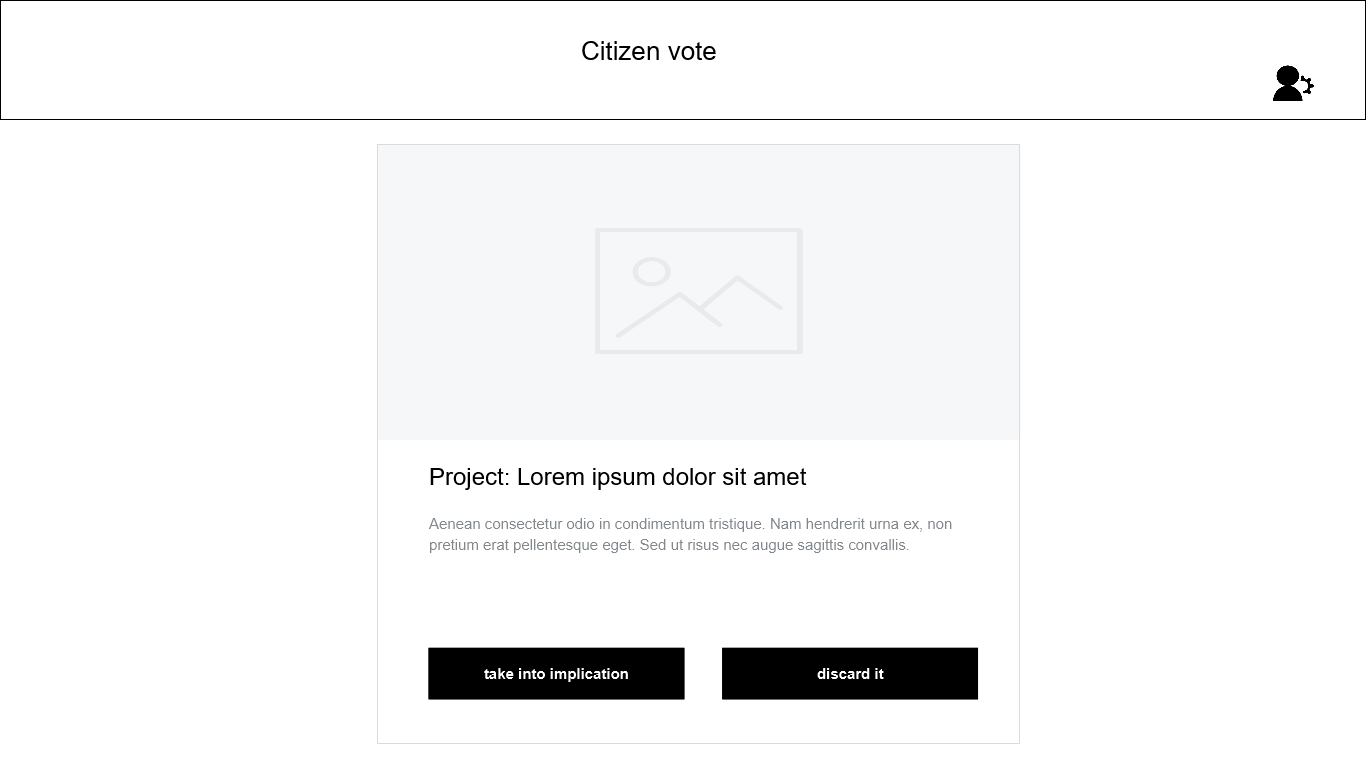 Citizen vote
Project: Lorem ipsum dolor sit amet
Aenean consectetur odio in condimentum tristique. Nam hendrerit urna ex, non
pretium erat pellentesque eget. Sed ut risus nec augue sagittis convallis.
take into implication
discard it